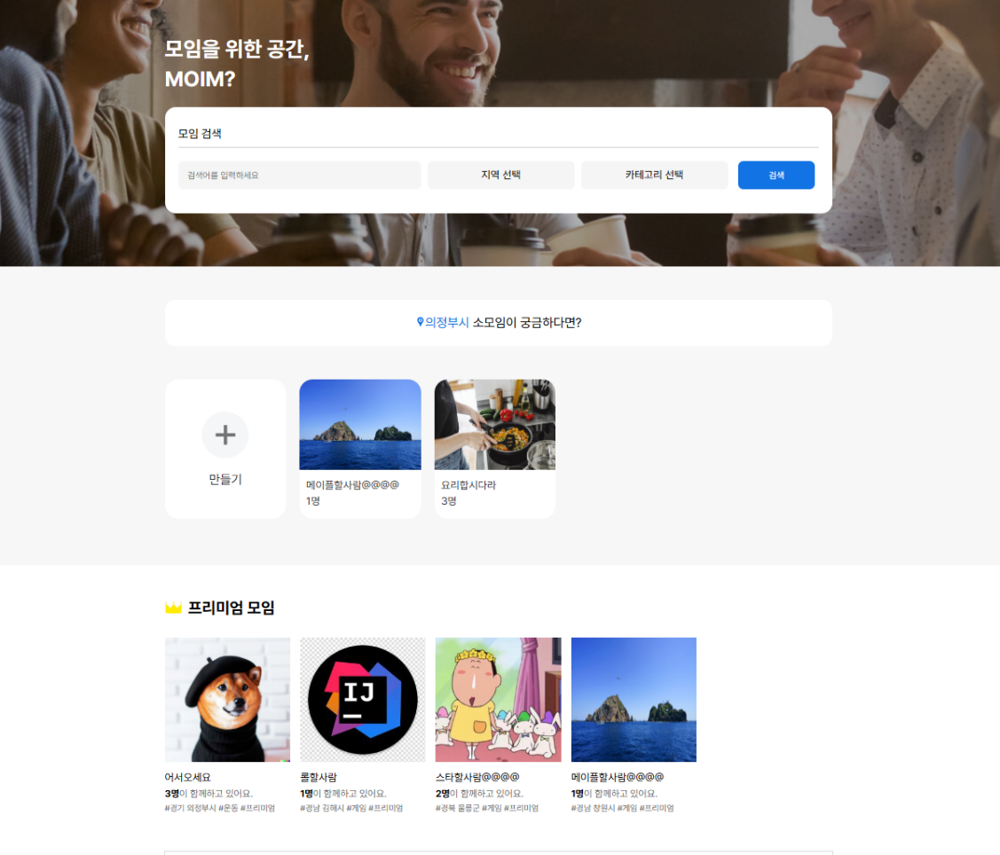 모임을 위한 공간,
MOIM?
모임 검색
검색어를 입력하세요
지역 선택
카테고리 선택
검색
의정부시 소모임이 궁금하다면?
만들기
메이플할사람@@@@
1명
요리합시다라
3명
프리미엄 모임
IJ
어서오세요
3명이 함께하고 있어요.
#경기 의정부시 #운동 #프리미엄
롤할사람
1명이 함께하고 있어요.
#경남 김해시 #게임 #프리미엄
스타할사람@@@@
2명이 함께하고 있어요.
#경북 울릉군 #게임 #프리미엄
메이플할사람@@@@
1명이 함께하고 있어요.
#경남 창원시 #게임 #프리미엄